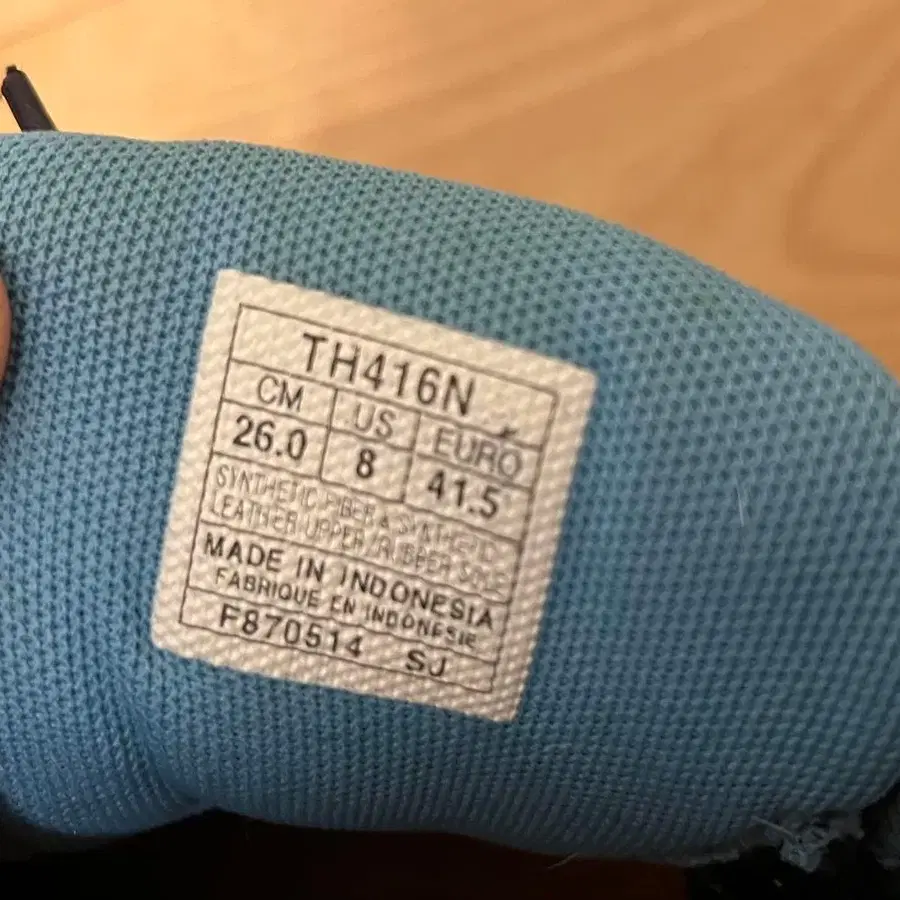 TH416N
CM US EURO
26.0 8 41.5
SYNTHETIC FIBER & SYNTHETIC
LEATHER UPPER/RUBBER SOLE
MADE IN INDONESIA
FABRIQUE EN INDONESIE
F870514 SJ